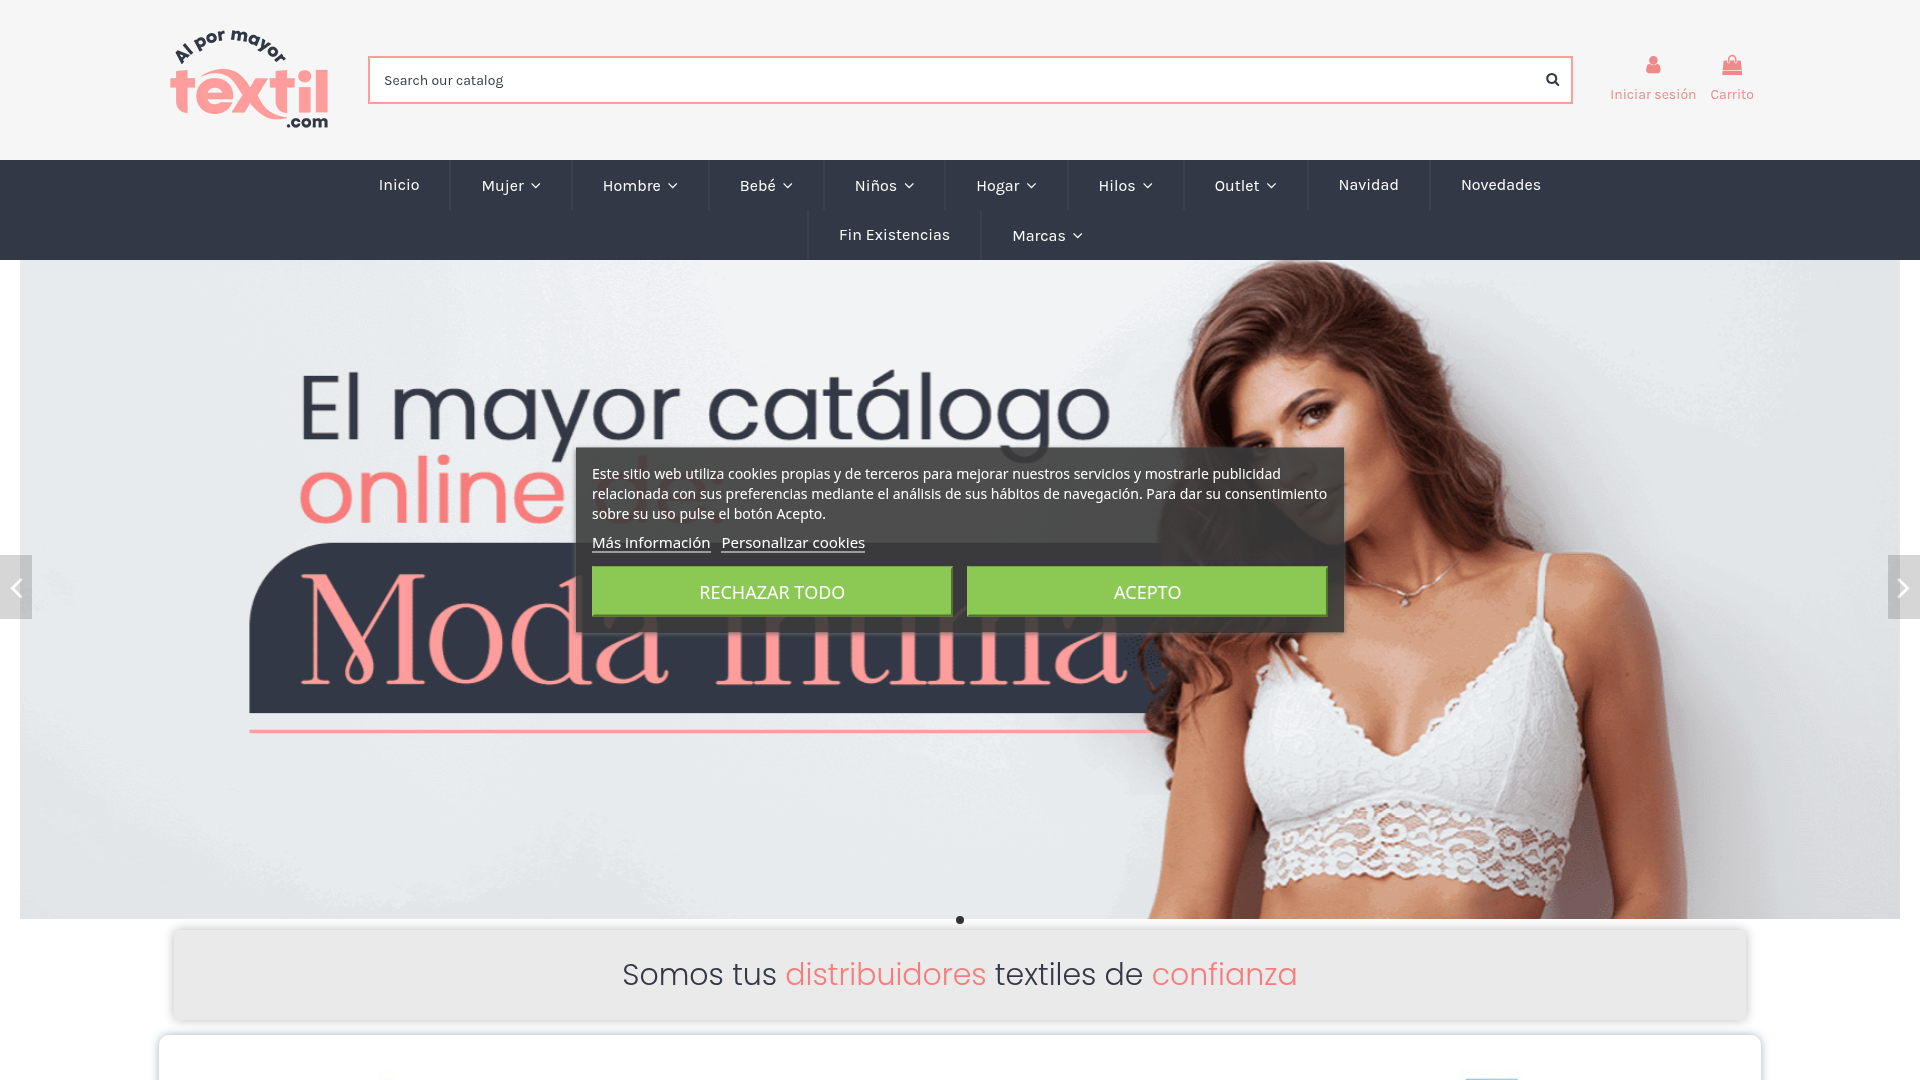 Al por mayor
textil
.com
Search our catalog
Iniciar sesión
Carrito
Inicio
Mujer
Hombre
Bebé
Niños
Hogar
Hilos
Outlet
Navidad
Novedades
Fin Existencias
Marcas
El mayor catálogo
online de:
Moda íntima
Este sitio web utiliza cookies propias y de terceros para mejorar nuestros servicios y mostrarle publicidad
relacionada con sus preferencias mediante el análisis de sus hábitos de navegación. Para dar su consentimiento
sobre su uso pulse el botón Acepto.
Más información Personalizar cookies
RECHAZAR TODO
ACEPTO
Somos tus distribuidores textiles de confianza